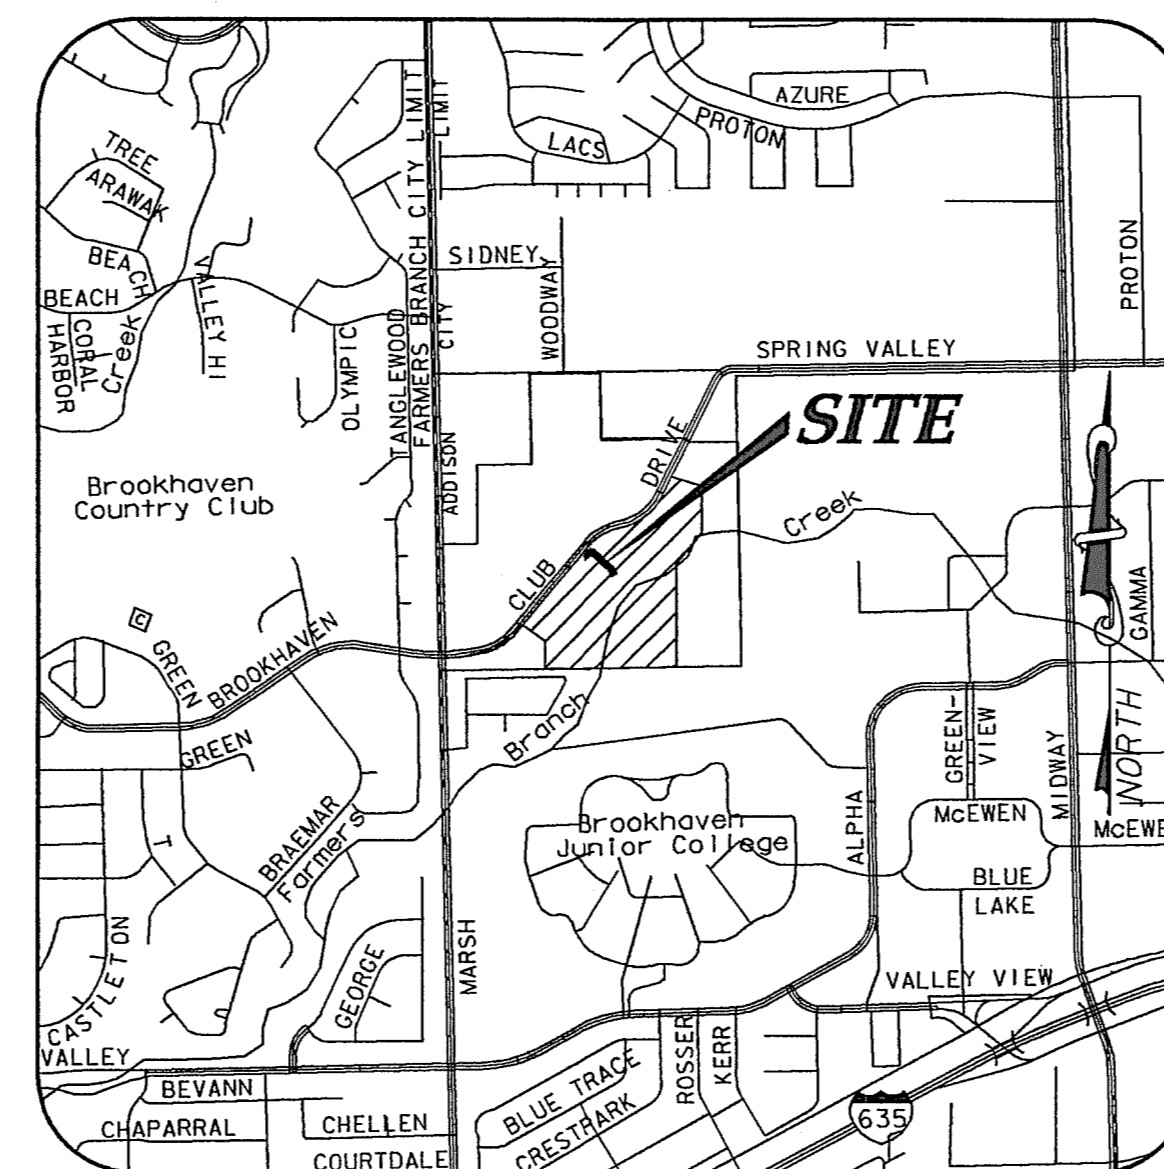 AZURE
PROTON
LACS
LIMIT
FARMERS BRANCH CITY LIMIT
TREE
ARAWAK
BEACH
BEACH
VALLEY HI
SIDNEY
WOODWAY
PROTON
CORAL
HARBOR
Creek
OLYMPIC
TANGLEWOOD
CITY
ADDISON
SPRING VALLEY
SITE
DRIVE
CLUB
Brookhaven
Country Club
Creek
C
GREEN
BROOKHAVEN
GREEN
GAMMA
NORTH
Branch
GREEN-
VIEW
MIDWAY
McEWEN
McEWE
BRAEMAR
Farmers
T
Brookhaven
Junior College
ALPHA
BLUE
LAKE
CASTLETON
GEORGE
MARSH
VALLEY VIEW
VALLEY
BEVANN
CHAPARRAL
CHELLEN
COURTDALE
BLUE TRACE
CRESTPARK
ROSSER
KERR
635